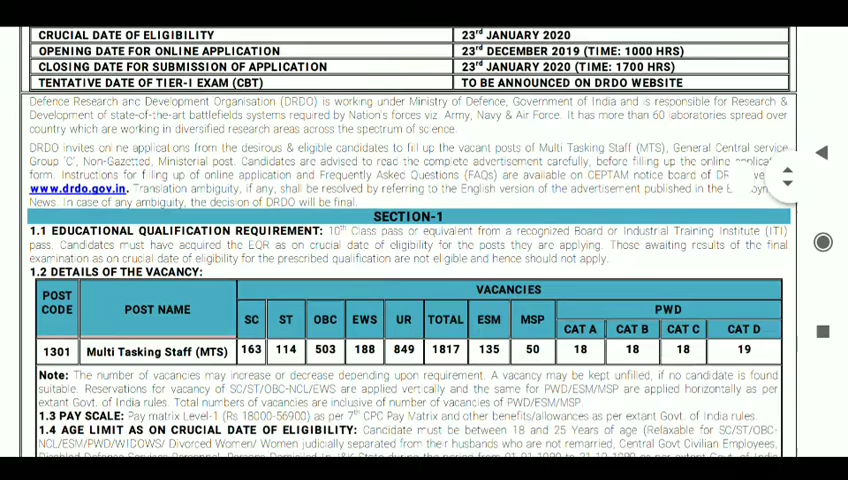 CRUCIAL DATE OF ELIGIBILITY 23rd JANUARY 2020
OPENING DATE FOR ONLINE APPLICATION 23rd DECEMBER 2019 (TIME: 1000 HRS)
CLOSING DATE FOR SUBMISSION OF APPLICATION 23rd JANUARY 2020 (TIME: 1700 HRS)
TENTATIVE DATE OF TIER-I EXAM (CBT) TO BE ANNOUNCED ON DRDO WEBSITE
Defence Research and Development Organisation (DRDO) is working under Ministry of Defence, Government of India and is responsible for Research &
Development of state-of-the-art battlefields systems required by Nation's forces viz. Army, Navy & Air Force. It has more than 60 laboratories spread over
country which are working in diversified research areas across the spectrum of science.
DRDO invites online applications from the desirous & eligible candidates to fill up the vacant posts of Multi Tasking Staff (MTS), General Central service
Group 'C', Non-Gazetted, Ministerial post. Candidates are advised to read the complete advertisement carefully, before filling up the online
form. Instructions for filling up of online application and Frequently Asked Questions (FAQs) are available on CEPTAM notice board of
www.drdo.gov.in. Translation ambiguity, if any, shall be resolved by referring to the English version of the advertisement published in the
News. In case of any ambiguity, the decision of DRDO will be final.
SECTION-1
1.1 EDUCATIONAL QUALIFICATION REQUIREMENT: 10th Class pass or equivalent from a recognized Board or Industrial Training Institute (ITI)
pass. Candidates must have acquired the EQR as on crucial date of eligibility for the posts they are applying. Those awaiting results of the final
examination as on crucial date of eligibility for the prescribed qualification are not eligible and hence should not apply.
1.2 DETAILS OF THE VACANCY:
POST CODE POST NAME VACANCIES
SC ST OBC EWS UR TOTAL ESM MSP PWD
CAT A CAT B CAT C CAT D
1301 Multi Tasking Staff (MTS) 163 114 503 188 849 1817 135 50 18 18 18 19
Note: The number of vacancies may increase or decrease depending upon requirement. A vacancy may be kept unfilled, if no candidate is found
suitable. Reservations for vacancy of SC/ST/OBC-NCL/EWS are applied vertically and the same for PWD/ESM/MSP are applied horizontally as per
extant Govt. of India rules. Total numbers of vacancies are inclusive of number of vacancies of PWD/ESM/MSP.
1.3 PAY SCALE: Pay matrix Level-1 (Rs 18000-56900) as per 7th CPC Pay Matrix and other benefits/allowances as per extant Govt. of India rules.
1.4 AGE LIMIT AS ON CRUCIAL DATE OF ELIGIBILITY: Candidate must be between 18 and 25 Years of age (Relaxable for SC/ST/OBC-
NCL/ESM/PWD/WIDOWS/ Divorced Women/ Women judicially separated from their husbands who are not remarried, Central Govt Civilian Employees,